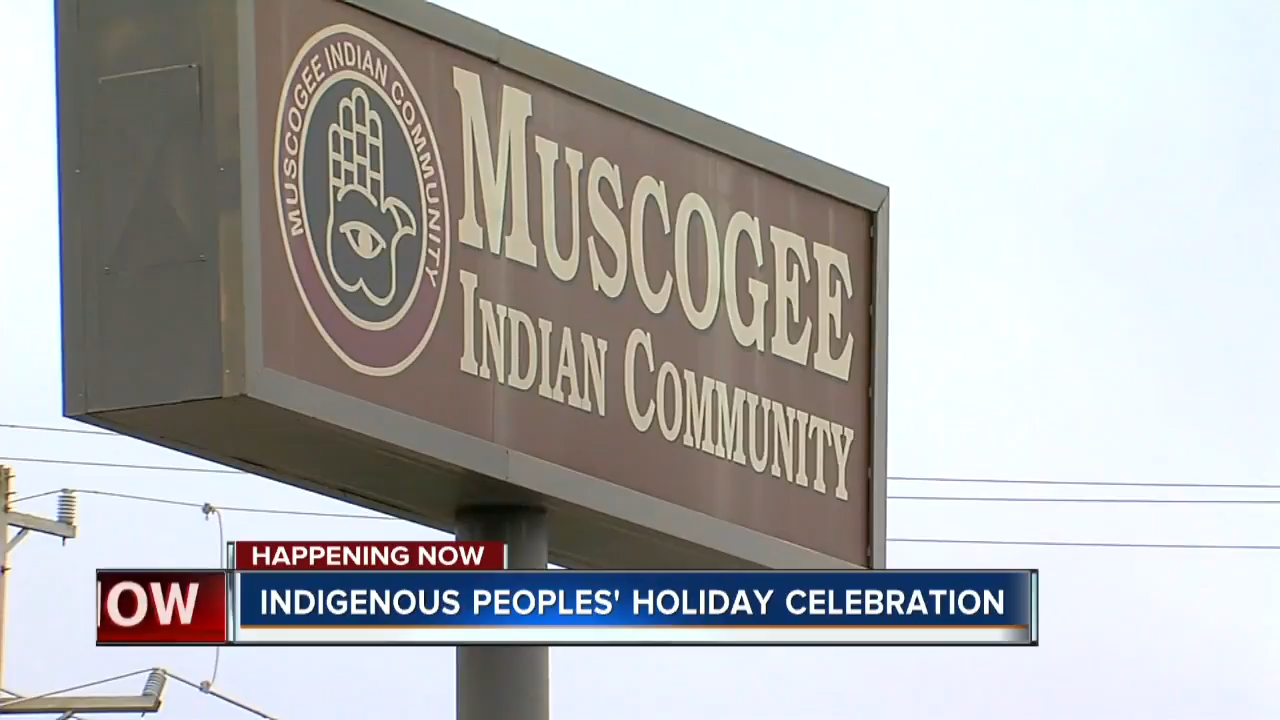 MUSCOGEE INDIAN COMMUNITY
MUSCOGEE
INDIAN COMMUNITY
HAPPENING NOW
OW
INDIGENOUS PEOPLES' HOLIDAY CELEBRATION